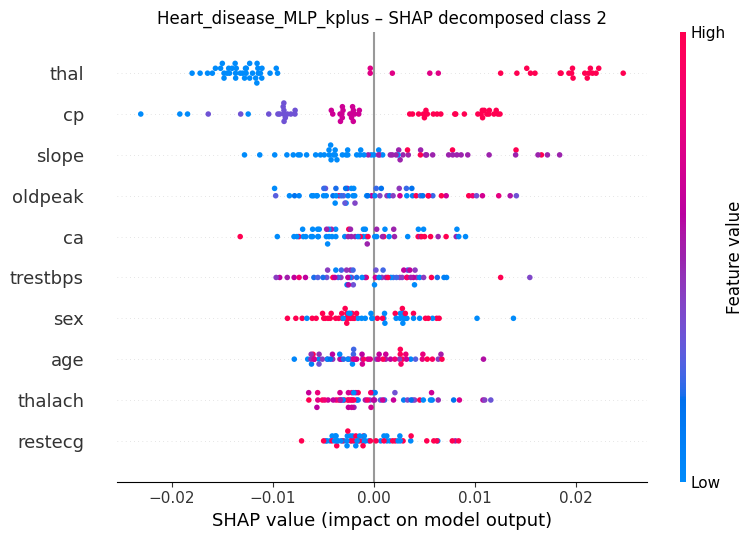 Heart_disease_MLP_kplus – SHAP decomposed class 2
High
thal
cp
slope
oldpeak
ca
trestbps
sex
age
thalach
restecg
Feature value
Low
−0.02 −0.01 0.00 0.01 0.02
SHAP value (impact on model output)